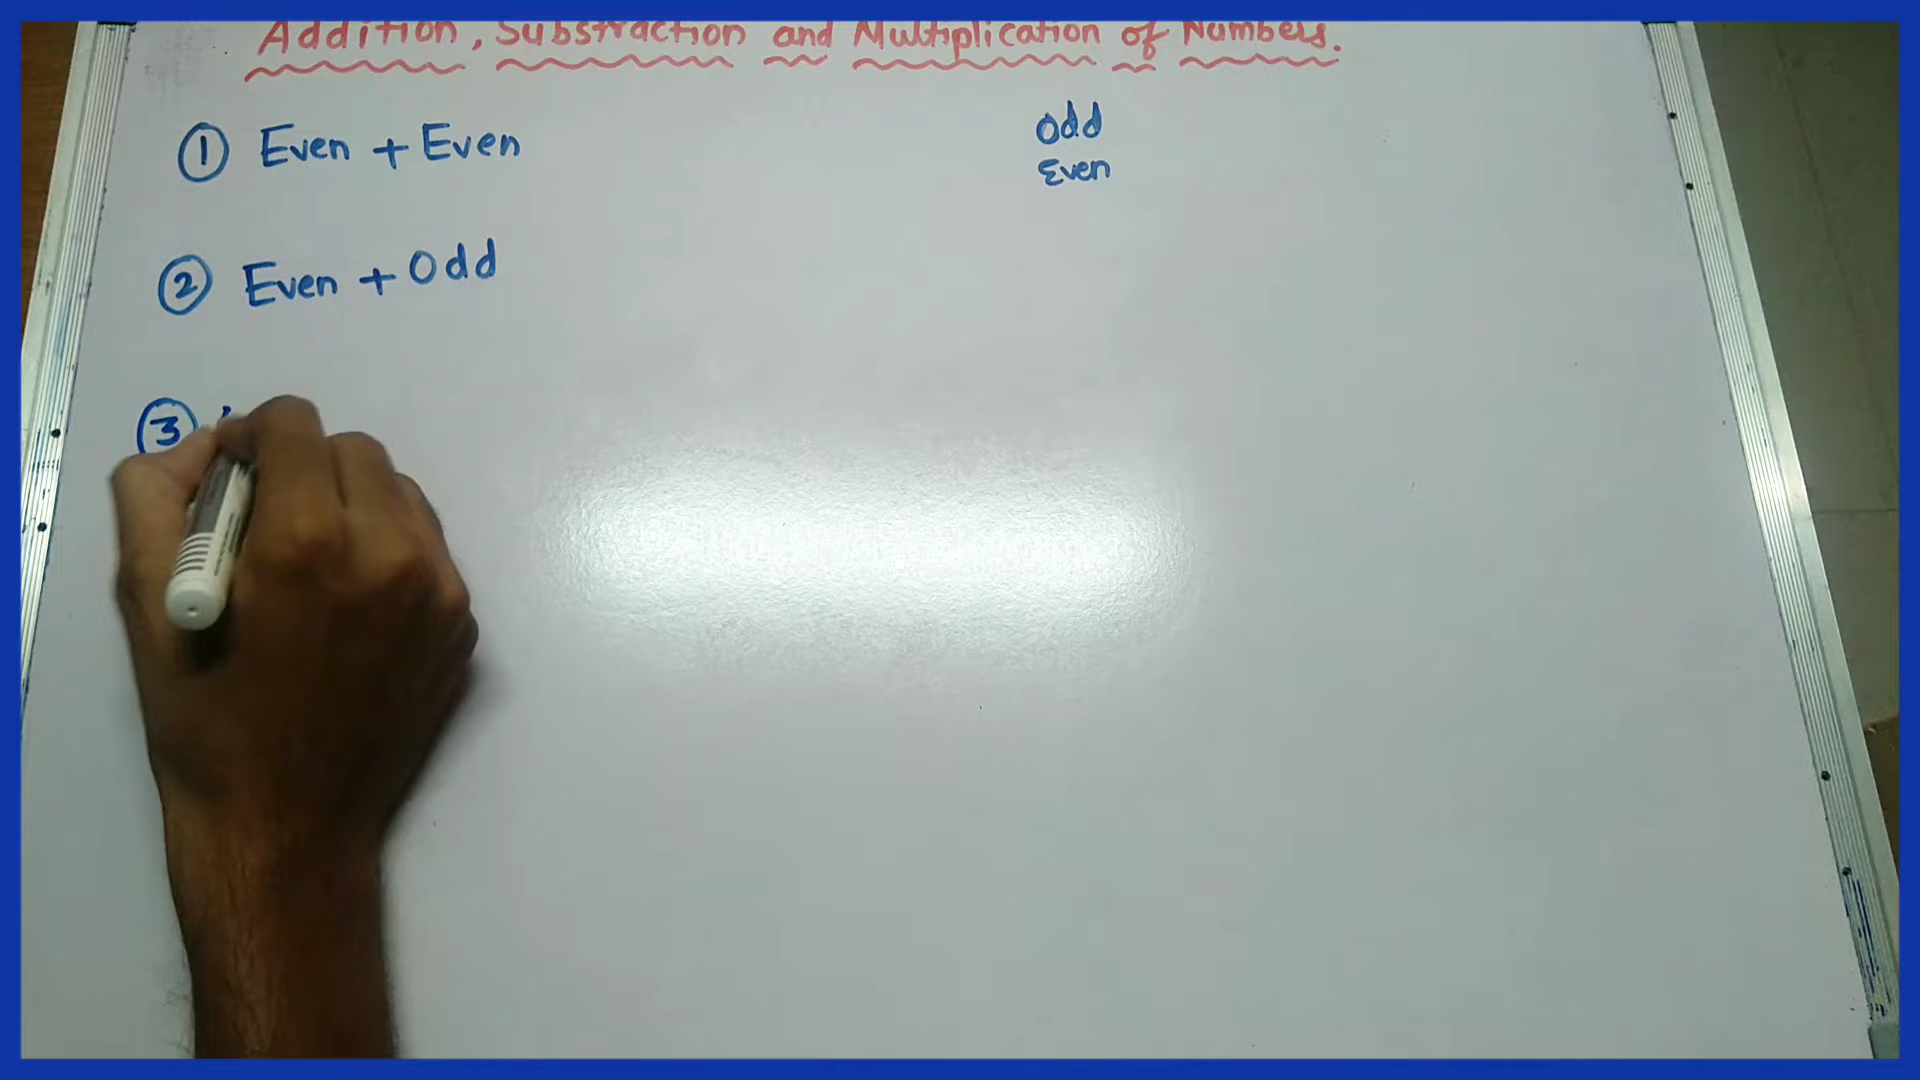 Addition, Substraction and Multiplication of Numbers.
① Even + Even
Odd
Even
② Even + Odd
③